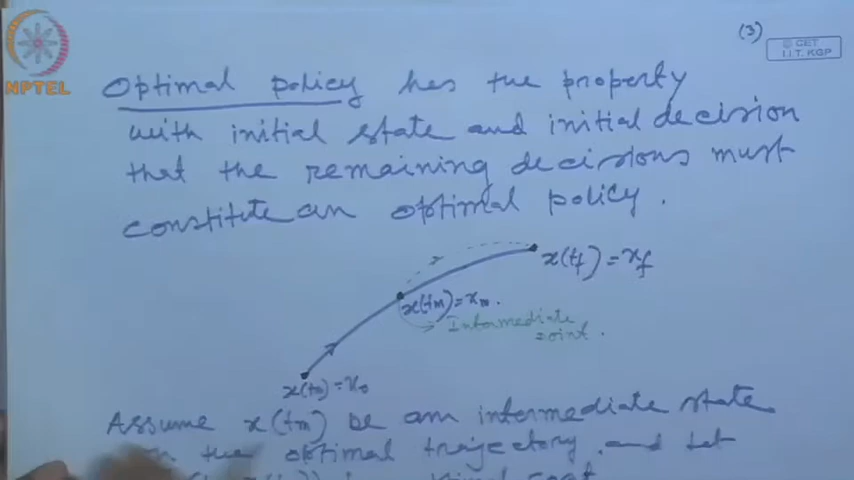 (3)
© CET
I.I.T. KGP
NPTEL
Optimal policy has the property
with initial state and initial decision
that the remaining decisions must
constitute an optimal policy.
x(tf) = xf
x(tm) = xm.
Intermediate
point.
x(t0) = x0
Assume x(tm) be an intermediate state
the optimal trajectory. and let
cost